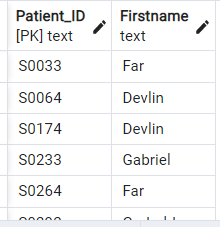 Patient_ID Firstname
[PK] text text
S0033 Far
S0064 Devlin
S0174 Devlin
S0233 Gabriel
S0264 Far